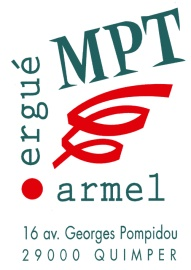 ergué
MPT
armel
16 av. Georges Pompidou
29000 QUIMPER